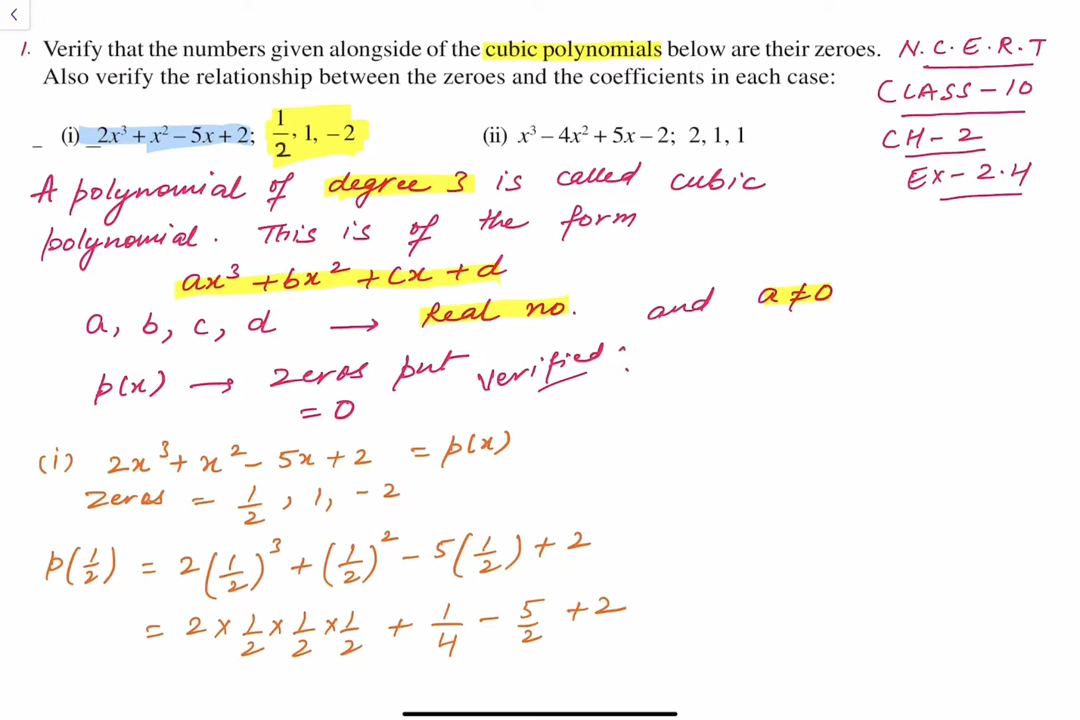 1. Verify that the numbers given alongside of the cubic polynomials below are their zeroes. N.C.E.R.T
Also verify the relationship between the zeroes and the coefficients in each case:
CLASS-10
(i) 2x³ + x² – 5x + 2; 1/2, 1, –2 (ii) x³ – 4x² + 5x – 2; 2, 1, 1
CH-2
A polynomial of degree 3 is called cubic
EX-2.4
polynomial. This is of the form
ax³ + bx² + cx + d
a, b, c, d → Real no. and a≠0
p(x) → zeros put verified:
= 0
(i) 2x³ + x² - 5x + 2 = p(x)
zeros = 1/2, 1, -2
p(1/2) = 2(1/2)³ + (1/2)² - 5(1/2) + 2
= 2 × 1/2 × 1/2 × 1/2 + 1/4 - 5/2 + 2